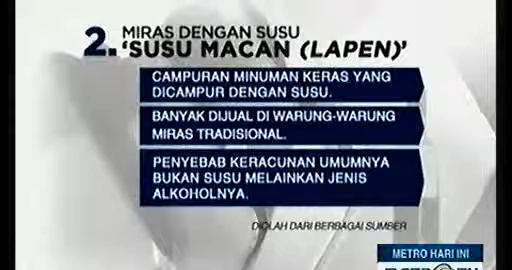 2. MIRAS DENGAN SUSU
'SUSU MACAN (LAPEN)'
CAMPURAN MINUMAN KERAS YANG
DICAMPUR DENGAN SUSU.
BANYAK DIJUAL DI WARUNG-WARUNG
MIRAS TRADISIONAL.
PENYEBAB KERACUNAN UMUMNYA
BUKAN SUSU MELAINKAN JENIS
ALKOHOLNYA.
DIOLAH DARI BERBAGAI SUMBER
METRO HARI INI